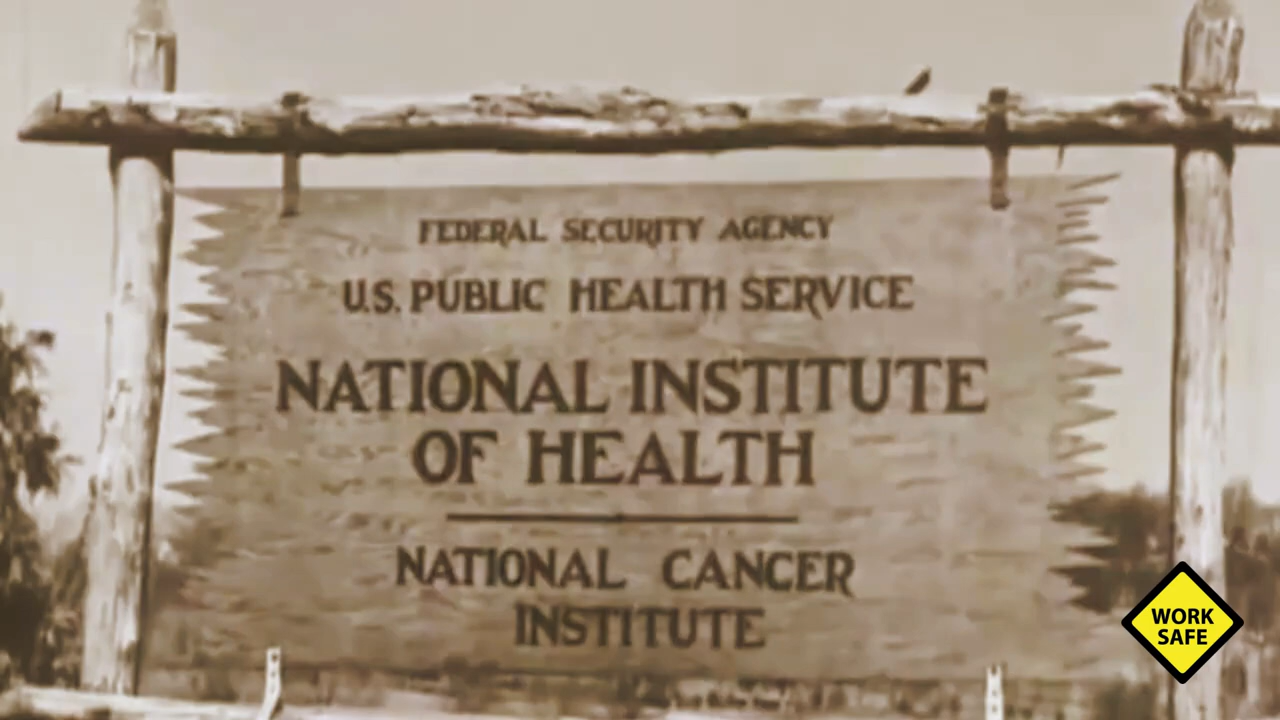 FEDERAL SECURITY AGENCY
U.S. PUBLIC HEALTH SERVICE
NATIONAL INSTITUTE
OF HEALTH
NATIONAL CANCER
INSTITUTE
WORK
SAFE